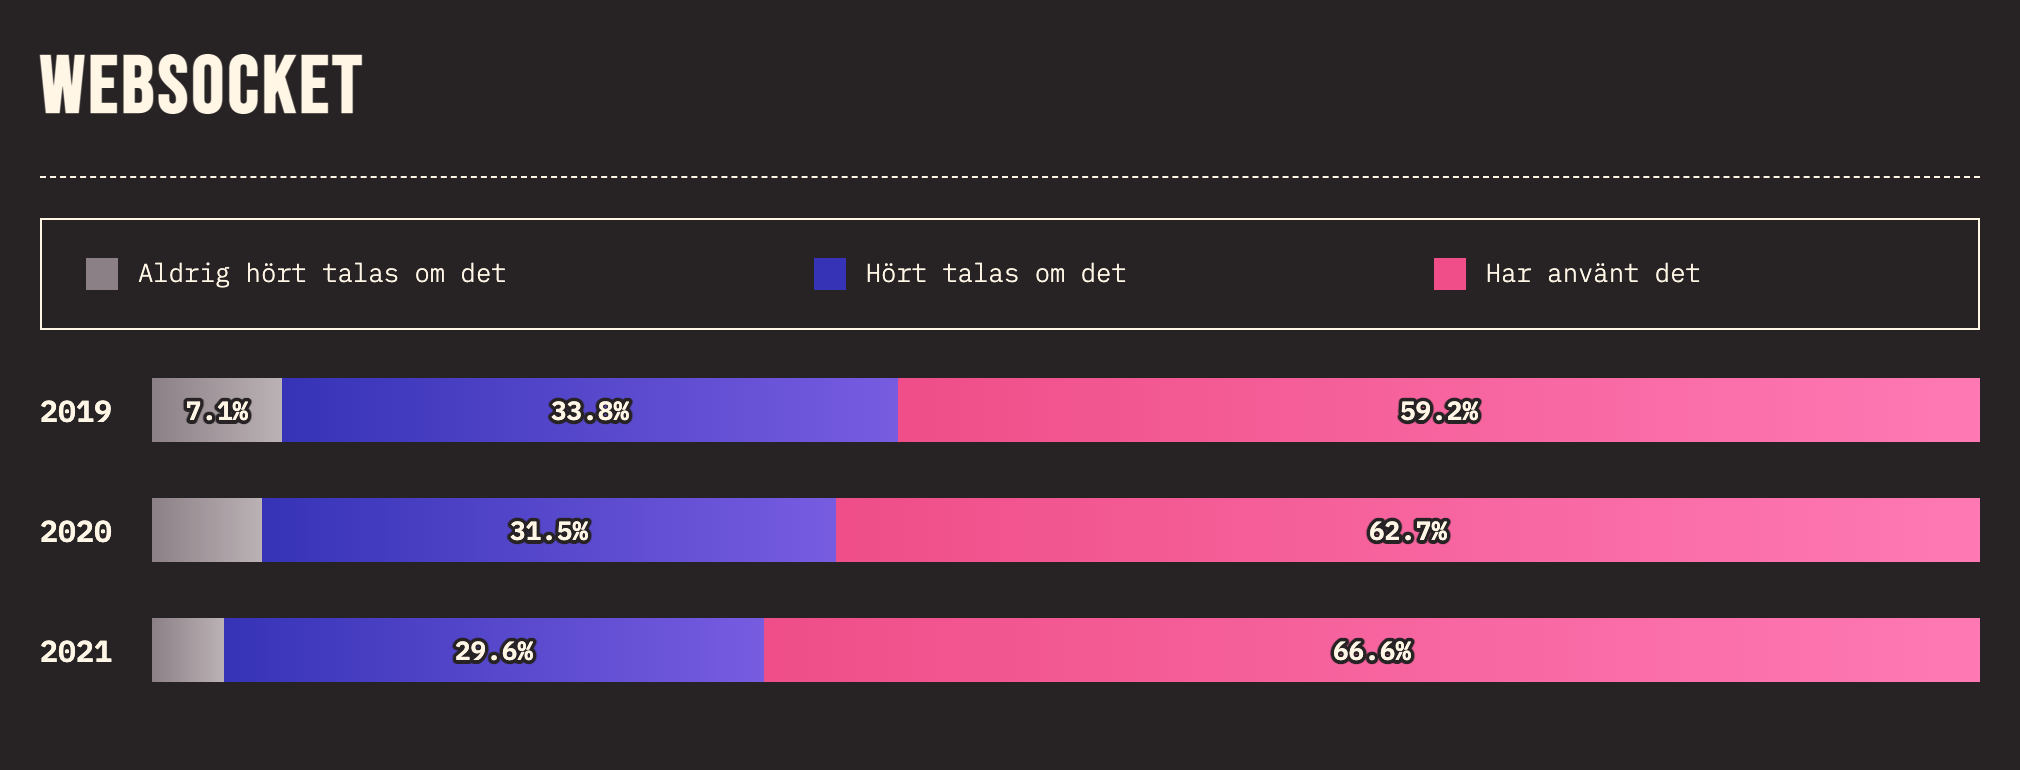 WEBSOCKET
Aldrig hört talas om det Hört talas om det Har använt det
2019 7.1% 33.8% 59.2%
2020 31.5% 62.7%
2021 29.6% 66.6%